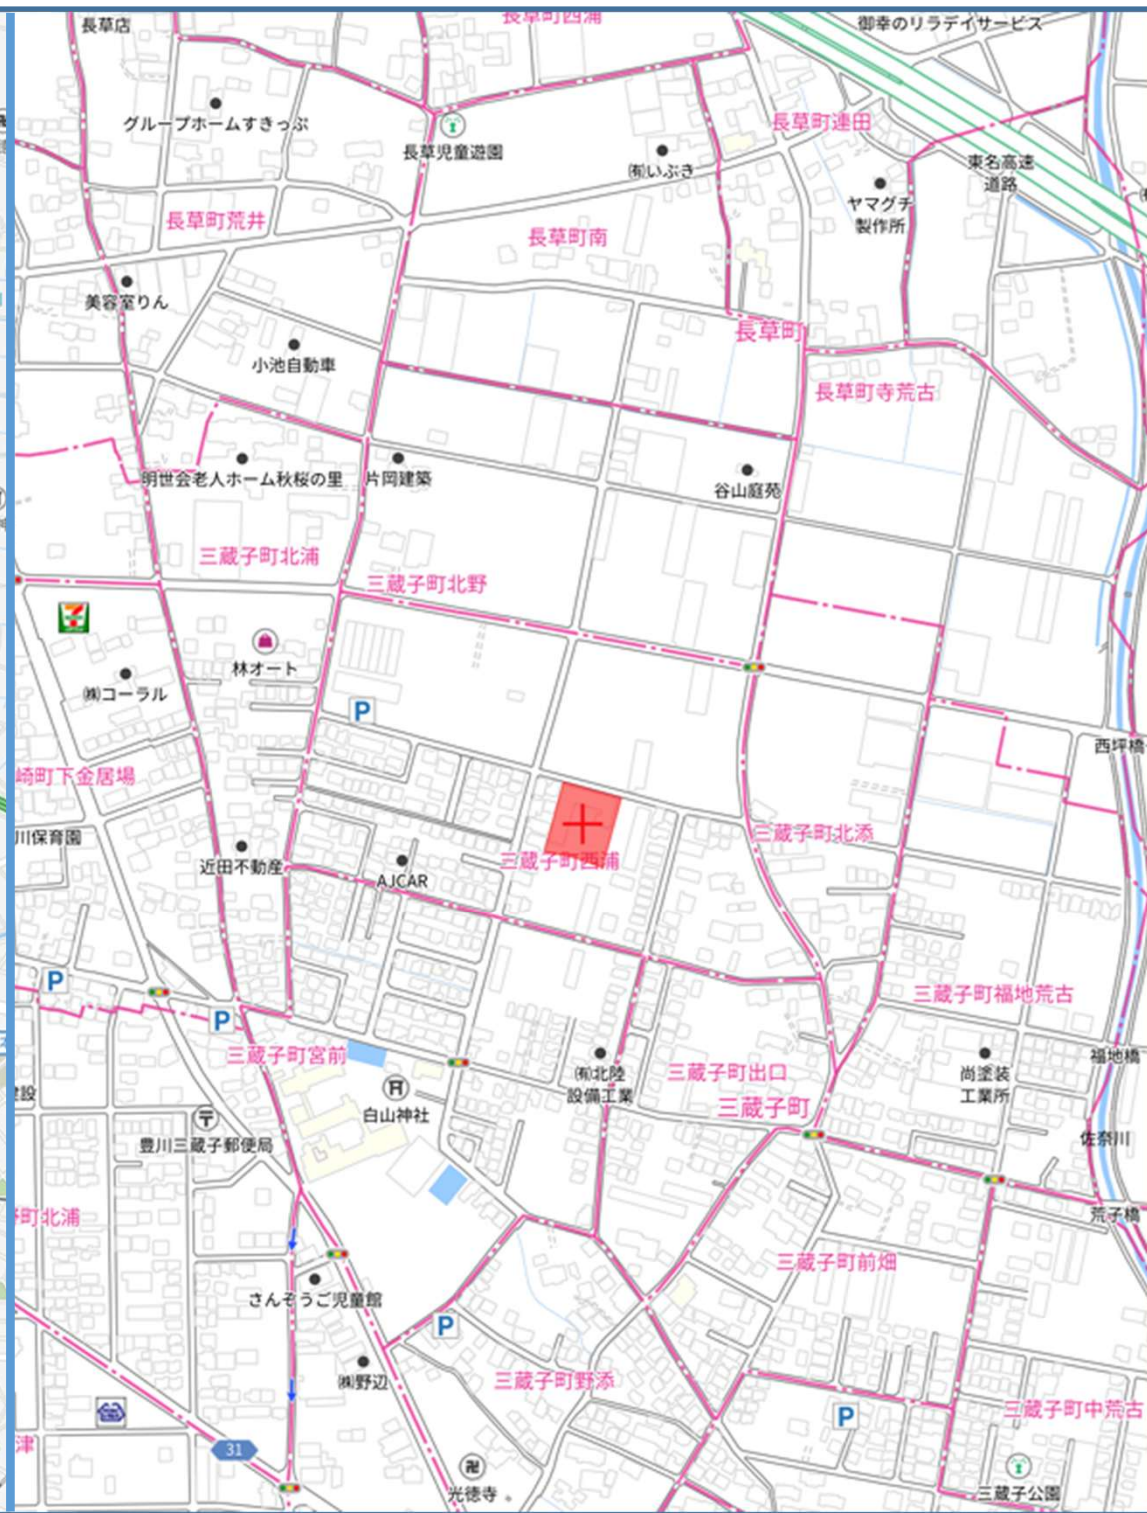 長草町西浦
長草店
御幸のリラデイサービス
グループホームすきっぷ
長草児童遊園
長草町連田
㈲いぶき
東名高速
道路
ヤマグチ
製作所
長草町荒井
長草町南
美容室りん
長草町
小池自動車
長草町寺荒古
明世会老人ホーム秋桜の里
片岡建築
谷山庭苑
三蔵子町北浦
三蔵子町北野
林オート
㈱コーラル
P
西坪橋
崎町下金居場
川保育園
三蔵子町北添
近田不動産
三蔵子町西浦
AJCAR
P
三蔵子町福地荒古
P
三蔵子町宮前
福地橋
㈲北陸
設備工業
三蔵子町出口
尚塗装
工業所
建設
三蔵子町
白山神社
豊川三蔵子郵便局
佐奈川
町北浦
荒子橋
三蔵子町前畑
さんぞうご児童館
P
㈱野辺
三蔵子町野添
三蔵子町中荒古
P
津
31
光徳寺
三蔵子公園